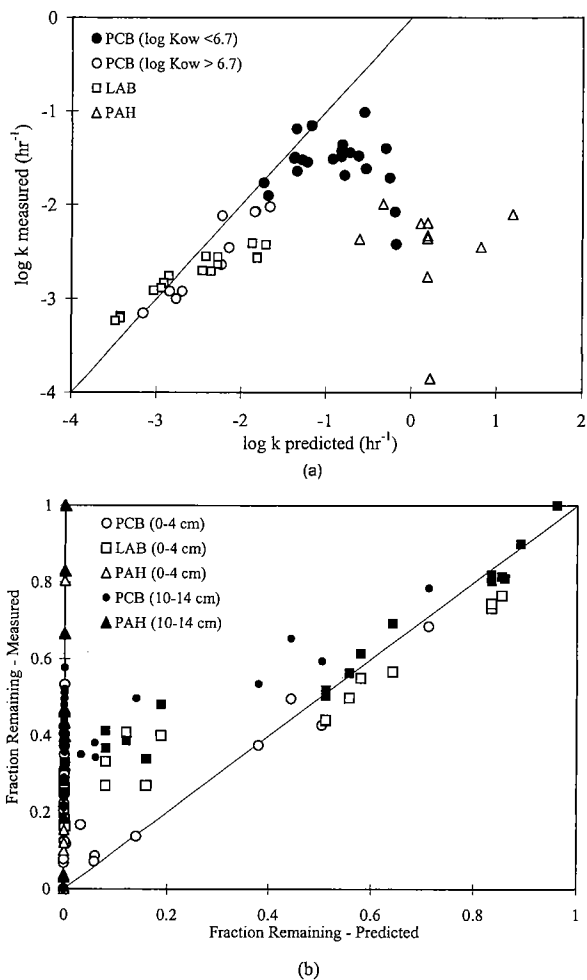 0
PCB (log Kow <6.7)
PCB (log Kow > 6.7)
LAB
PAH
-1
-2
-3
-4
log k measured (hr⁻¹)
-4 -3 -2 -1 0 1 2
log k predicted (hr⁻¹)
(a)
1
PCB (0-4 cm)
LAB (0-4 cm)
PAH (0-4 cm)
PCB (10-14 cm)
PAH (10-14 cm)
0.8
0.6
0.4
0.2
0
Fraction Remaining - Measured
0 0.2 0.4 0.6 0.8 1
Fraction Remaining - Predicted
(b)